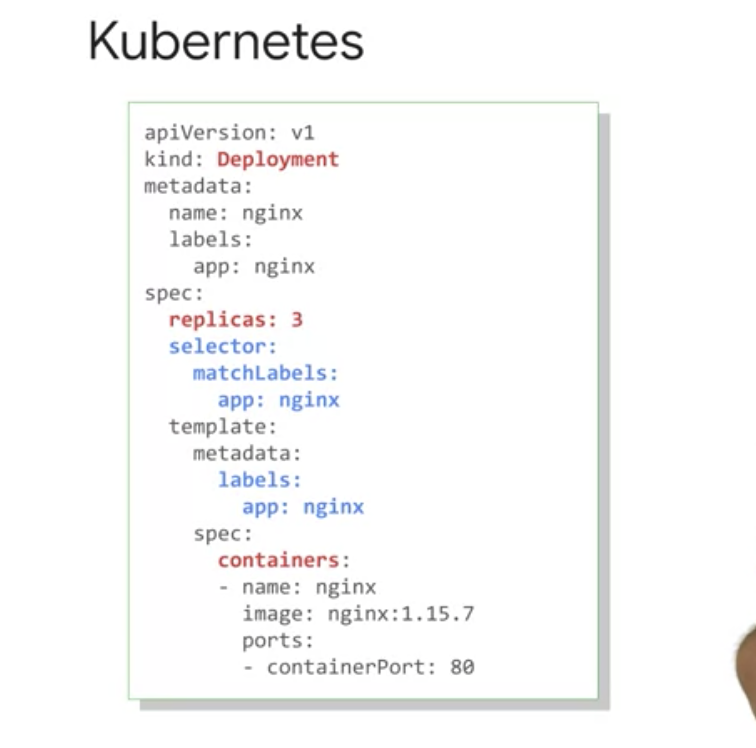 Kubernetes
apiVersion: v1
kind: Deployment
metadata:
  name: nginx
  labels:
    app: nginx
spec:
  replicas: 3
  selector:
    matchLabels:
      app: nginx
  template:
    metadata:
      labels:
        app: nginx
    spec:
      containers:
      - name: nginx
        image: nginx:1.15.7
        ports:
        - containerPort: 80